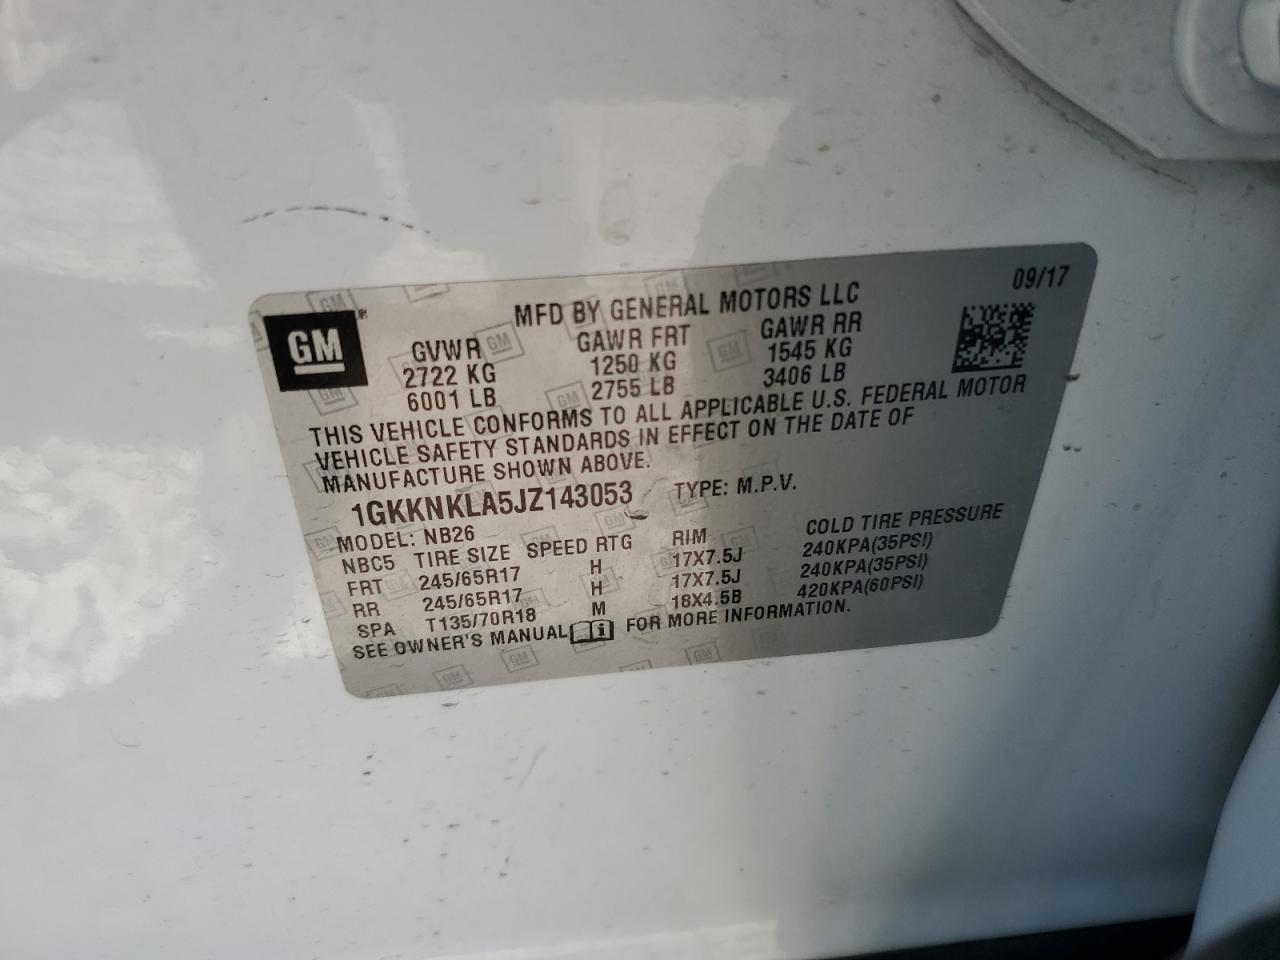 09/17
MFD BY GENERAL MOTORS LLC
GM
GVWR GAWR FRT GAWR RR
2722 KG 1250 KG 1545 KG
6001 LB 2755 LB 3406 LB
THIS VEHICLE CONFORMS TO ALL APPLICABLE U.S. FEDERAL MOTOR
VEHICLE SAFETY STANDARDS IN EFFECT ON THE DATE OF
MANUFACTURE SHOWN ABOVE.
1GKKNKLA5JZ143053 TYPE: M.P.V.
MODEL: NB26
NBC5 TIRE SIZE SPEED RTG RIM COLD TIRE PRESSURE
FRT 245/65R17 H 17X7.5J 240KPA(35PSI)
RR 245/65R17 H 17X7.5J 240KPA(35PSI)
SPA T135/70R18 M 18X4.5B 420KPA(60PSI)
SEE OWNER'S MANUAL i FOR MORE INFORMATION.